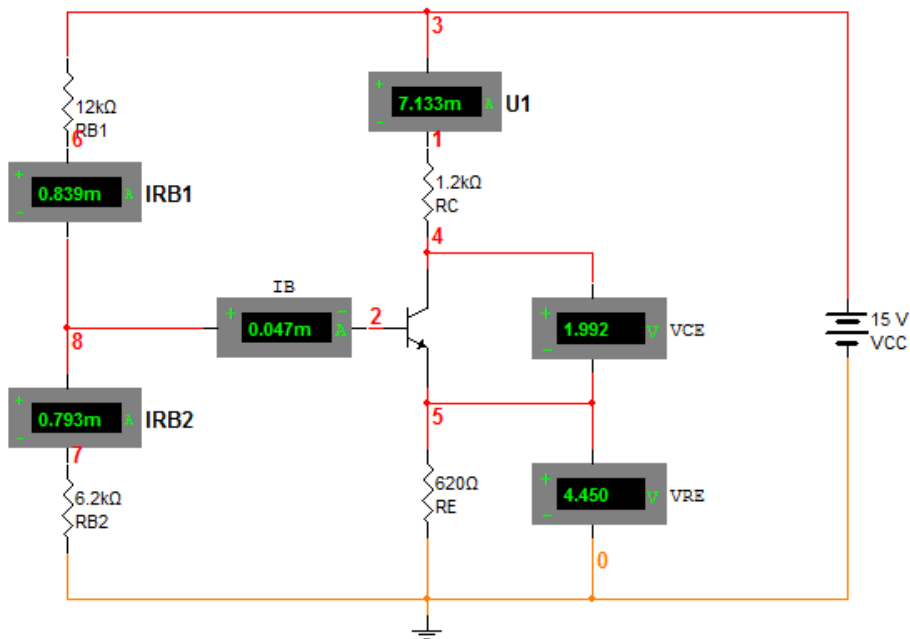 3
+
7.133m A
-
U1
12kΩ
RB1
6
+
0.839m A
-
IRB1
1
1.2kΩ
RC
4
IB
+ -
0.047m A
2
8
+
1.992 V
-
VCE
15 V
VCC
+
0.793m A
-
IRB2
5
7
6.2kΩ
RB2
620Ω
RE
+
4.450 V
-
VRE
0